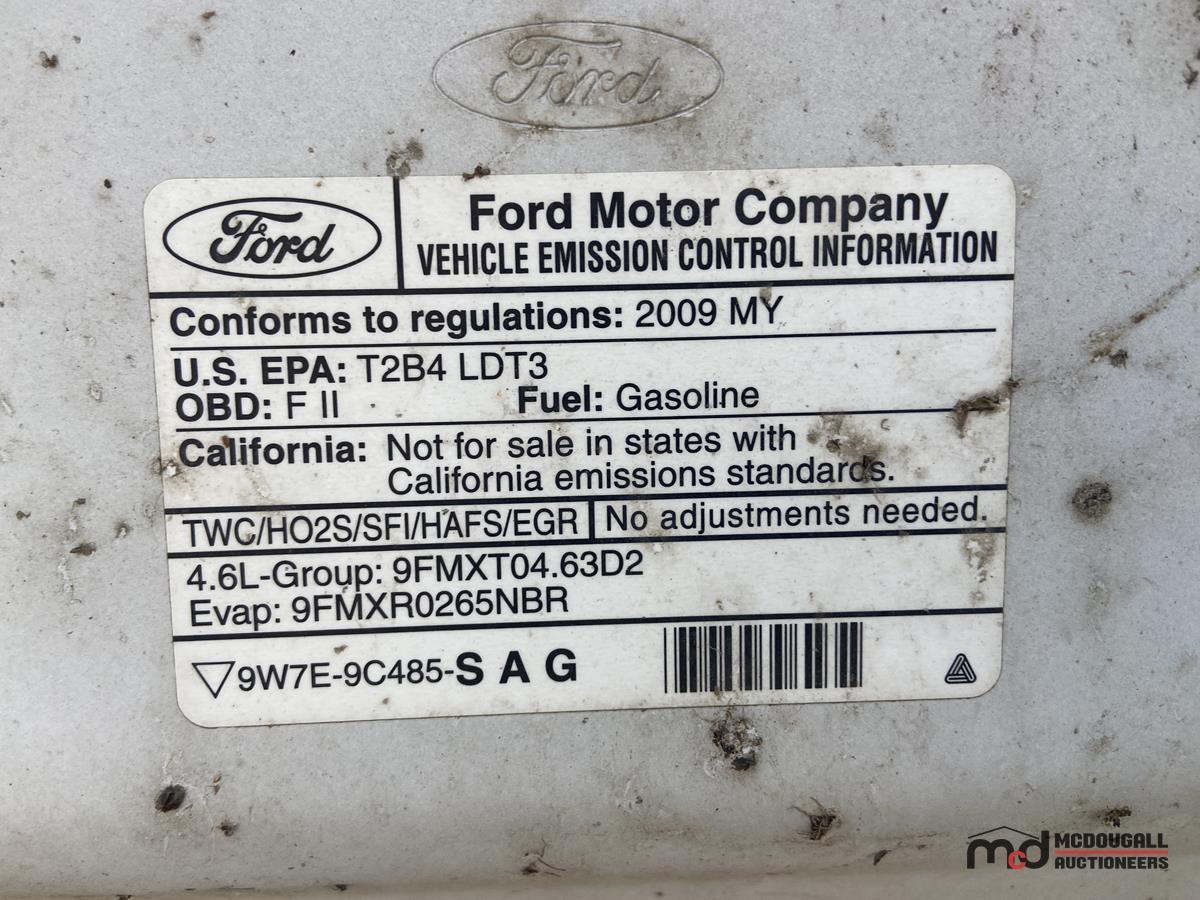 Ford
Ford
Ford Motor Company
VEHICLE EMISSION CONTROL INFORMATION
Conforms to regulations: 2009 MY
U.S. EPA: T2B4 LDT3
OBD: F II Fuel: Gasoline
California: Not for sale in states with
California emissions standards.
TWC/HO2S/SFI/HAFS/EGR No adjustments needed.
4.6L-Group: 9FMXT04.63D2
Evap: 9FMXR0265NBR
9W7E-9C485-S A G
mcd MCDOUGALL
AUCTIONEERS